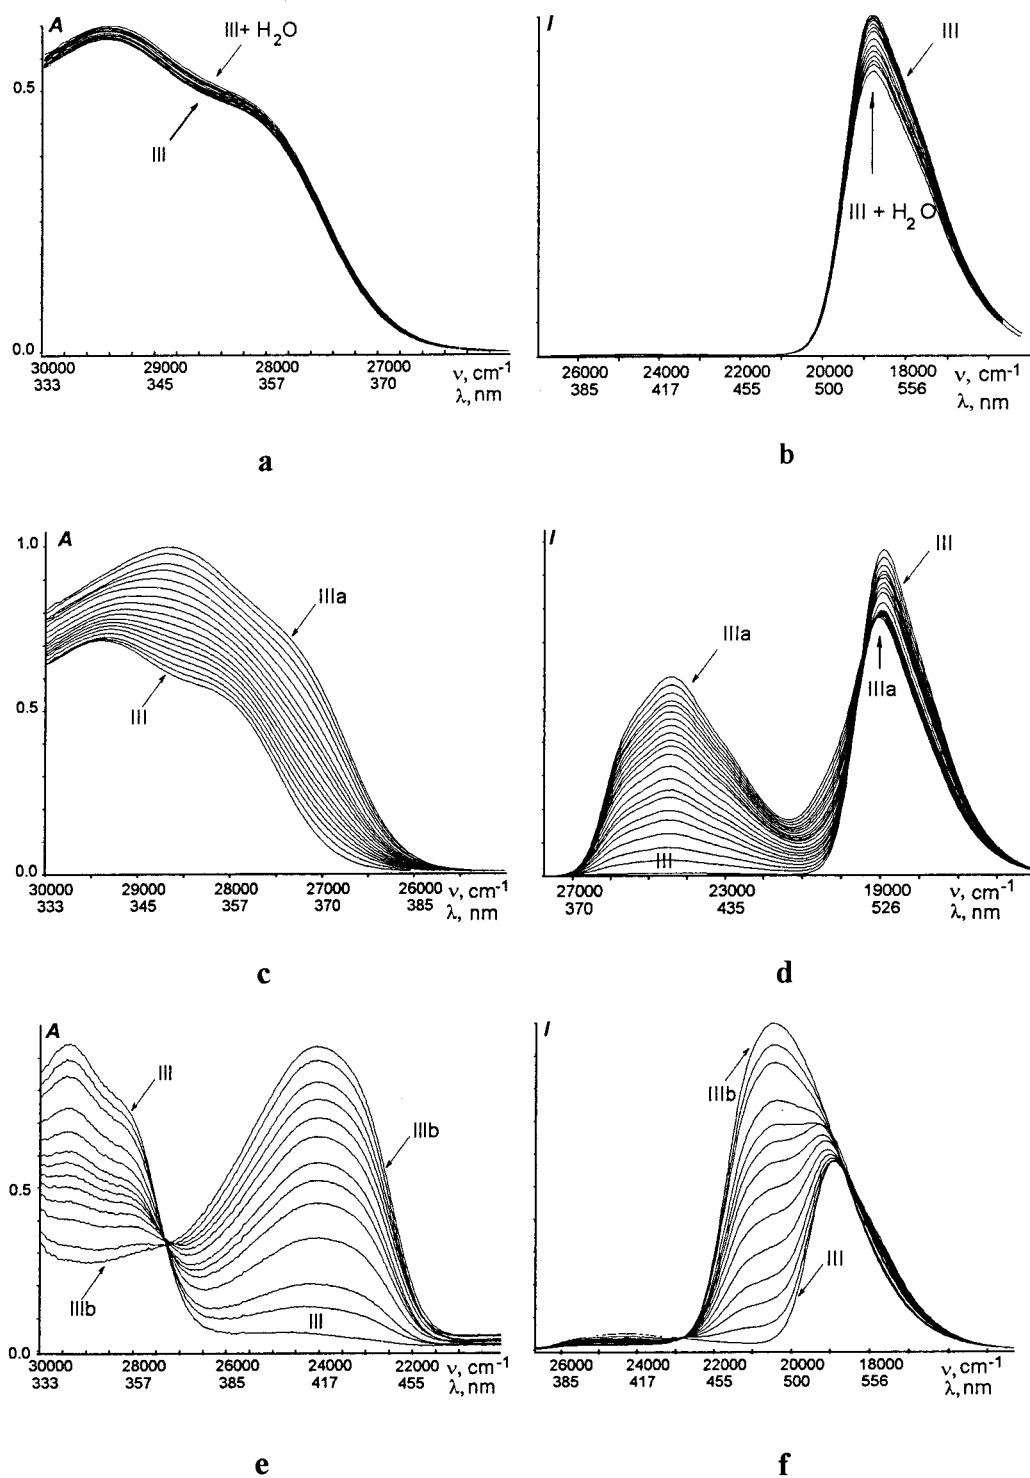 A
III+ H2O
0.5
III
0.0
30000 29000 28000 27000 ν, cm-1
333 345 357 370 λ, nm
a
I
III
III + H2O
26000 24000 22000 20000 18000 ν, cm-1
385 417 455 500 556 λ, nm
b
A
1.0
IIIa
III
0.5
0.0
30000 29000 28000 27000 26000 ν, cm-1
333 345 357 370 385 λ, nm
c
I
III
IIIa
IIIa
III
27000 23000 19000 ν, cm-1
370 435 526 λ, nm
d
A
III
IIIb
0.5
IIIb
III
0.0
30000 28000 26000 24000 22000 ν, cm-1
333 357 385 417 455 λ, nm
e
I
IIIb
III
26000 24000 22000 20000 18000 ν, cm-1
385 417 455 500 556 λ, nm
f